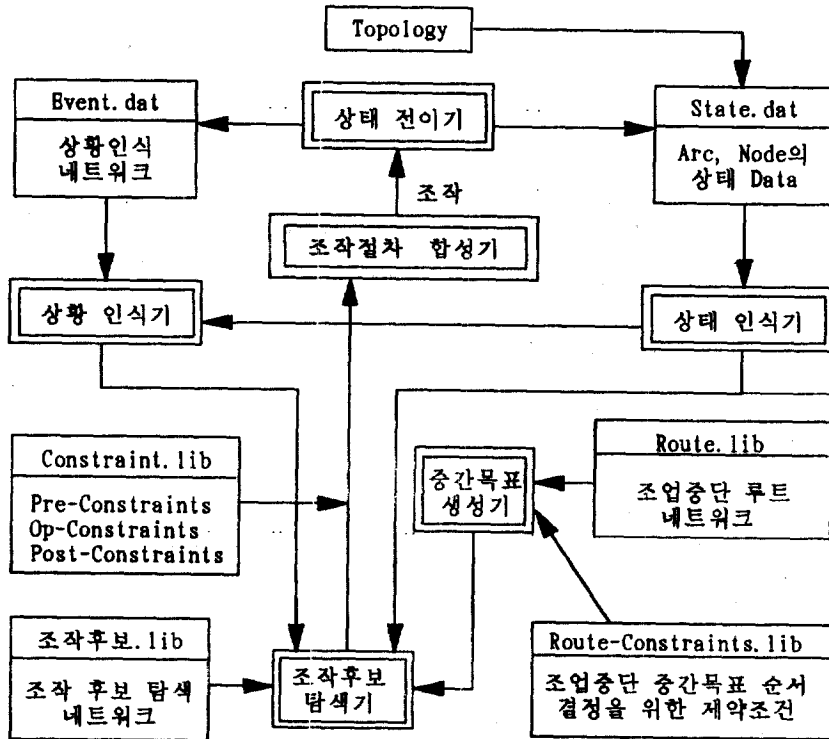 Topology
Event.dat
상황인식
네트워크
상태 전이기
State.dat
Arc, Node의
상태 Data
조작
조작절차 합성기
상황 인식기
상태 인식기
Constraint.lib
Pre-Constraints
Op-Constraints
Post-Constraints
중간목표
생성기
Route.lib
조업중단 루트
네트워크
조작후보.lib
조작 후보 탐색
네트워크
조작후보
탐색기
Route-Constraints.lib
조업중단 중간목표 순서
결정을 위한 제약조건